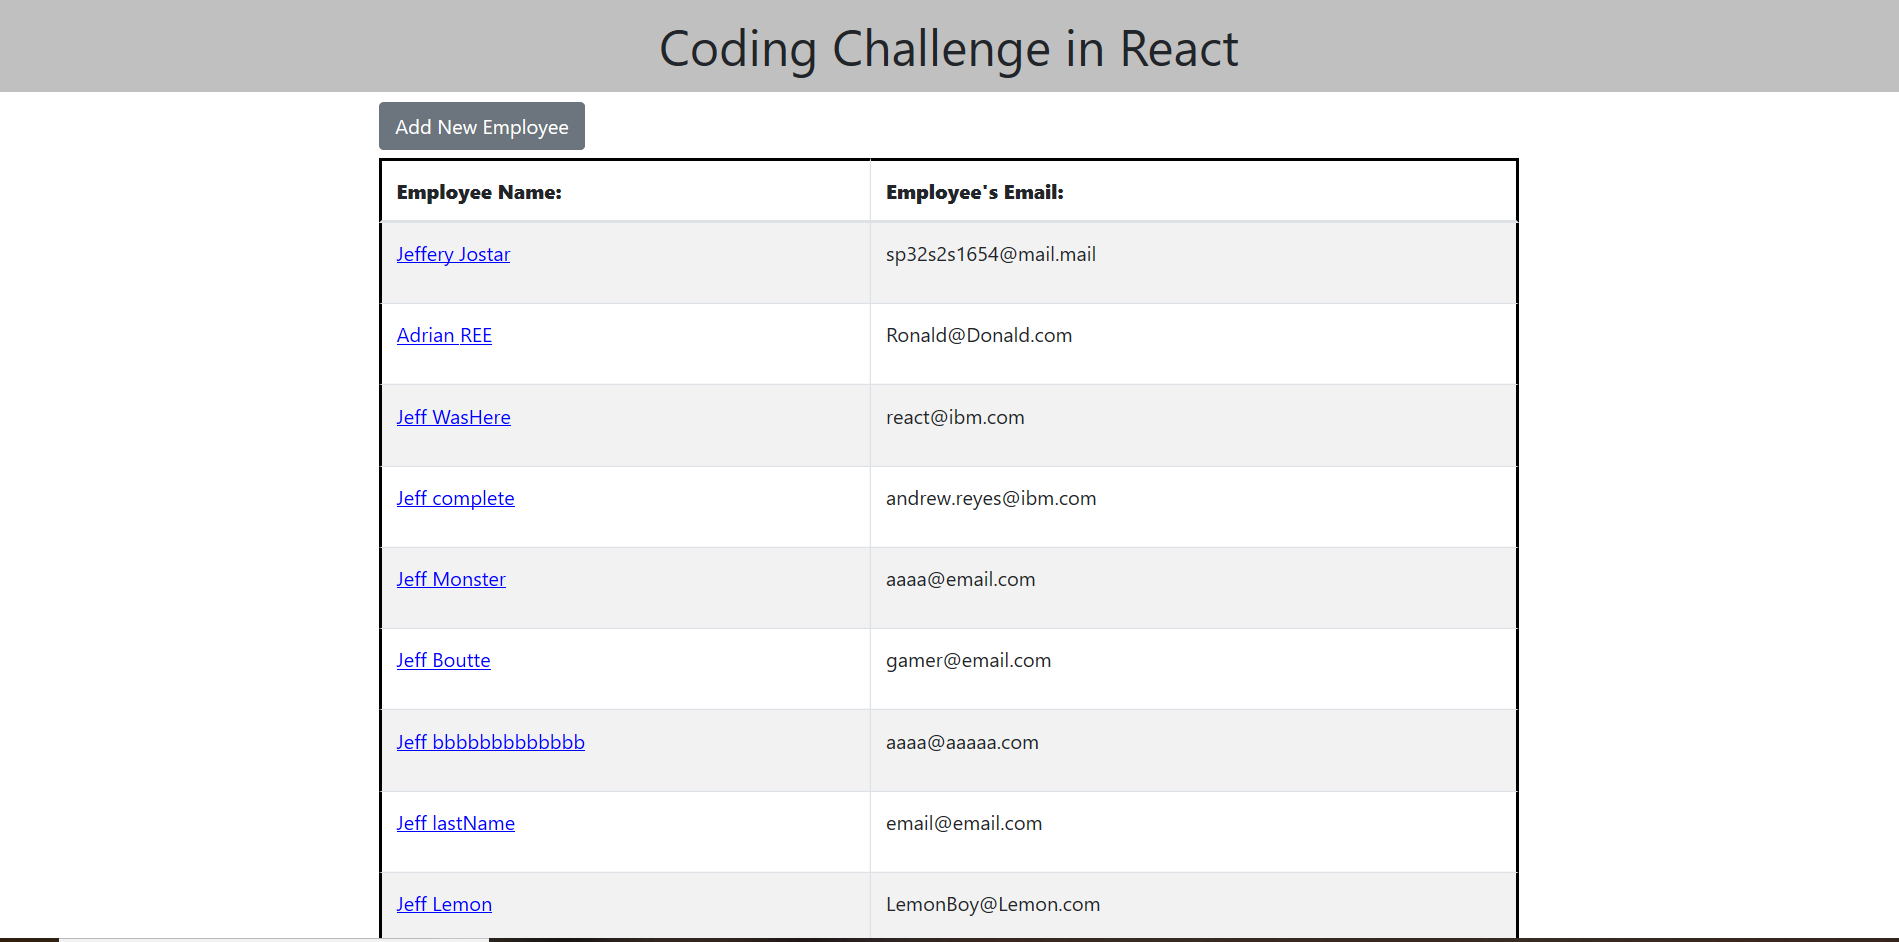 Coding Challenge in React
Add New Employee
Employee Name: Employee's Email:
Jeffery Jostar sp32s2s1654@mail.mail
Adrian REE Ronald@Donald.com
Jeff WasHere react@ibm.com
Jeff complete andrew.reyes@ibm.com
Jeff Monster aaaa@email.com
Jeff Boutte gamer@email.com
Jeff bbbbbbbbbbbbb aaaa@aaaaa.com
Jeff lastName email@email.com
Jeff Lemon LemonBoy@Lemon.com